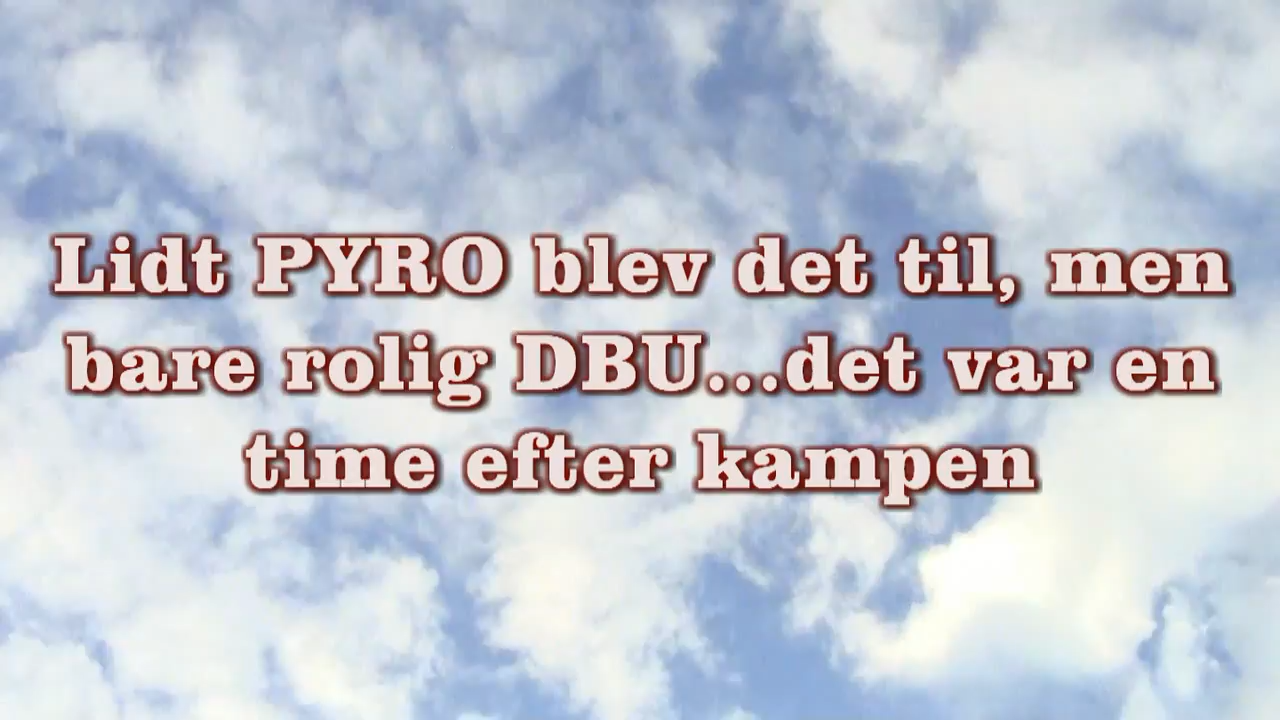 Lidt PYRO blev det til, men
bare rolig DBU...det var en
time efter kampen